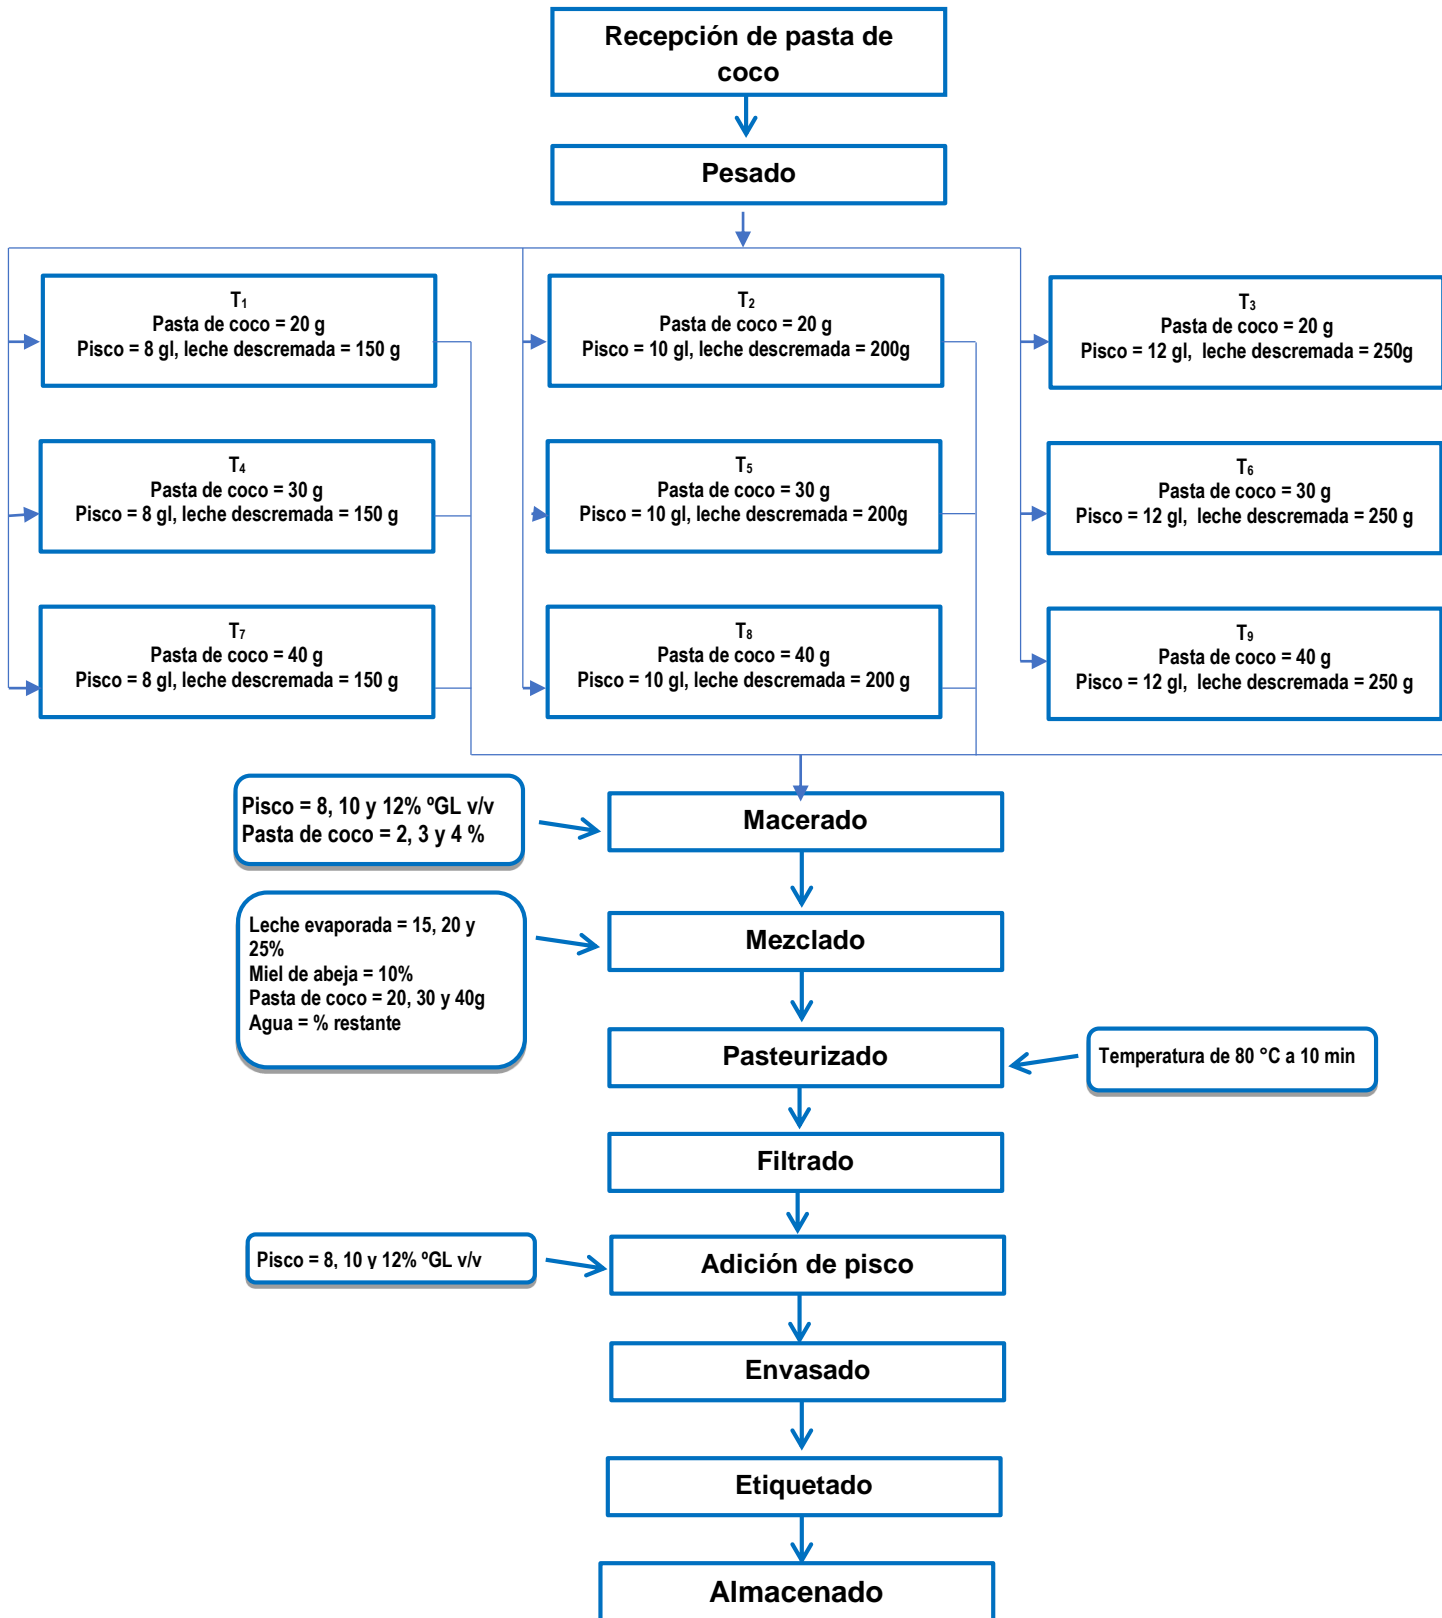 Recepción de pasta de
coco
Pesado
T₁
Pasta de coco = 20 g
Pisco = 8 gl, leche descremada = 150 g
T₂
Pasta de coco = 20 g
Pisco = 10 gl, leche descremada = 200g
T₃
Pasta de coco = 20 g
Pisco = 12 gl, leche descremada = 250g
T₄
Pasta de coco = 30 g
Pisco = 8 gl, leche descremada = 150 g
T₅
Pasta de coco = 30 g
Pisco = 10 gl, leche descremada = 200g
T₆
Pasta de coco = 30 g
Pisco = 12 gl, leche descremada = 250 g
T₇
Pasta de coco = 40 g
Pisco = 8 gl, leche descremada = 150 g
T₈
Pasta de coco = 40 g
Pisco = 10 gl, leche descremada = 200 g
T₉
Pasta de coco = 40 g
Pisco = 12 gl, leche descremada = 250 g
Pisco = 8, 10 y 12% ºGL v/v
Pasta de coco = 2, 3 y 4 %
Macerado
Leche evaporada = 15, 20 y
25%
Miel de abeja = 10%
Pasta de coco = 20, 30 y 40g
Agua = % restante
Mezclado
Pasteurizado
Temperatura de 80 °C a 10 min
Filtrado
Pisco = 8, 10 y 12% ºGL v/v
Adición de pisco
Envasado
Etiquetado
Almacenado